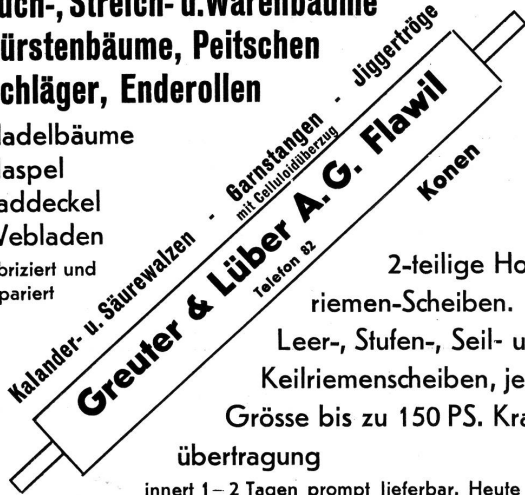 uch-, Streich- u. Warenbäume
ürstenbäume, Peitschen
chläger, Enderollen
adelbäume
aspel
addeckel
Webladen
briziert und
pariert
Kalander- u. Säurewalzen - Garnstangen - Jiggertröge
mit Celluloidüberzug
Greuter & Lüber A.G. Flawil
Telefon 82
Konen
2-teilige Ho
riemen-Scheiben.
Leer-, Stufen-, Seil- u
Keilriemenscheiben, je
Grösse bis zu 150 PS. Kra
übertragung
innert 1–2 Tagen prompt lieferbar. Heute